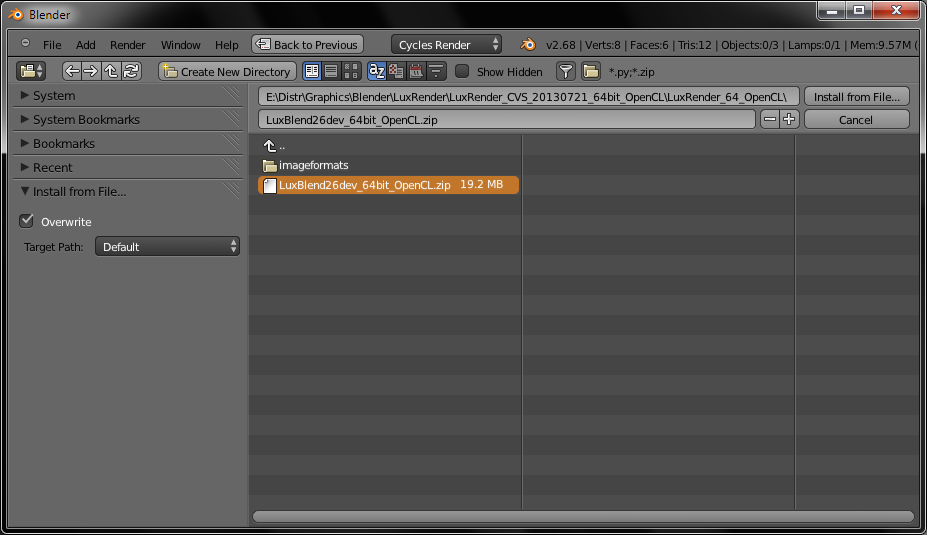 Blender
File Add Render Window Help Back to Previous Cycles Render v2.68 | Verts:8 | Faces:6 | Tris:12 | Objects:0/3 | Lamps:0/1 | Mem:9.57M (
Create New Directory Show Hidden *.py;*.zip
System
System Bookmarks
Bookmarks
Recent
Install from File...
Overwrite
Target Path: Default
E:\Distr\Graphics\Blender\LuxRender\LuxRender_CVS_20130721_64bit_OpenCL\LuxRender_64_OpenCL\ Install from File...
LuxBlend26dev_64bit_OpenCL.zip Cancel
..
imageformats
LuxBlend26dev_64bit_OpenCL.zip 19.2 MB